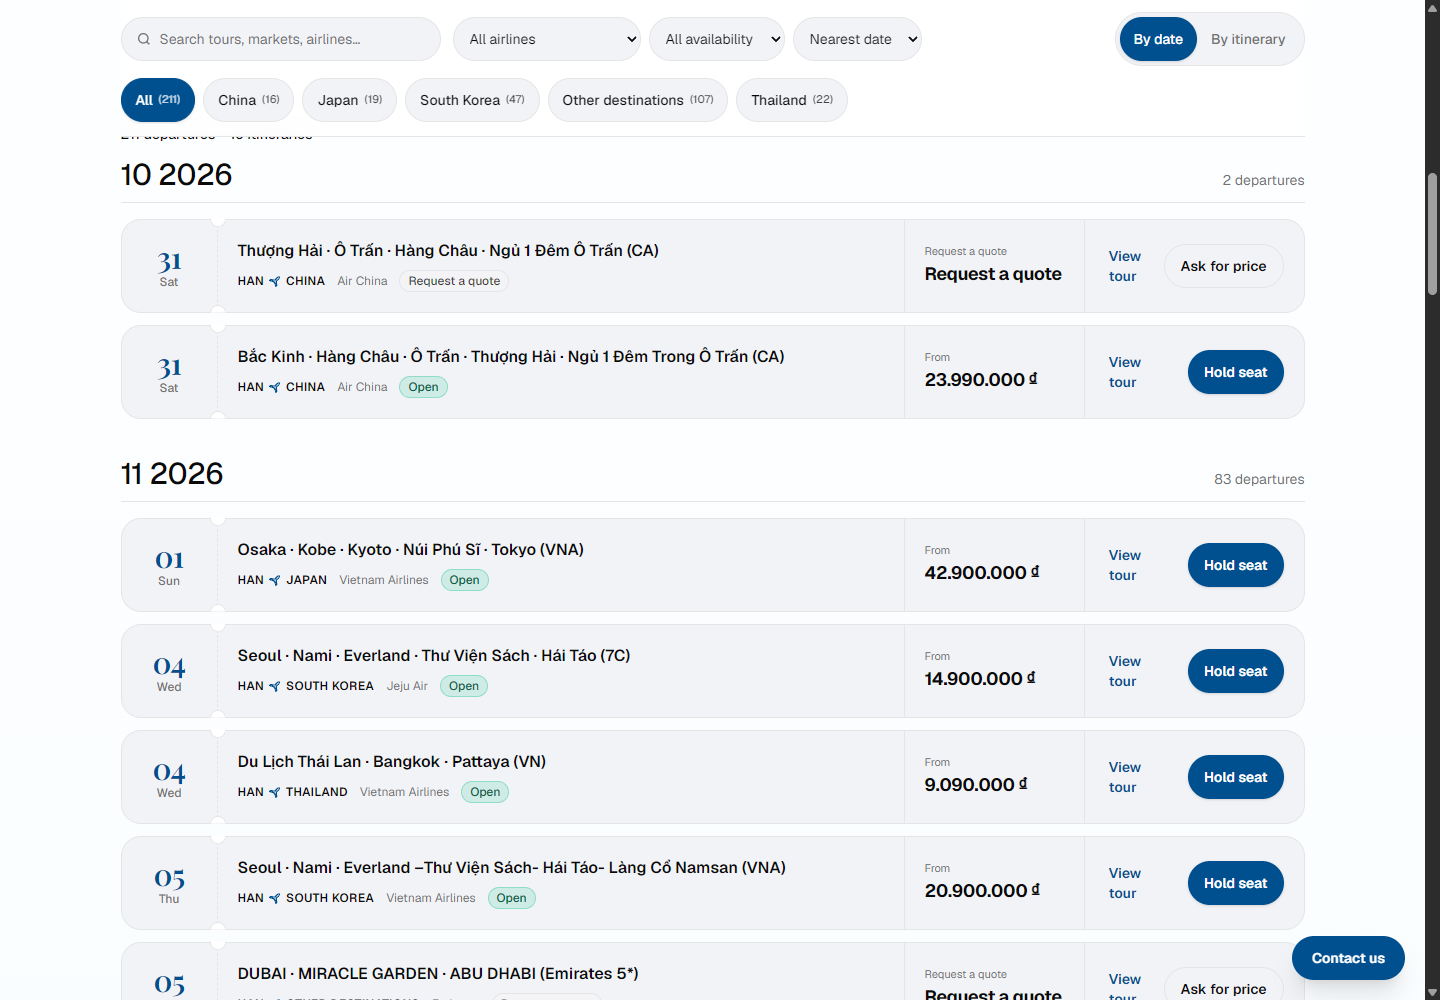 Search tours, markets, airlines...
All airlines
All availability
Nearest date
By date
By itinerary
All (211)
China (16)
Japan (19)
South Korea (47)
Other destinations (107)
Thailand (22)
10 2026
2 departures
31
Sat
Thượng Hải · Ô Trấn · Hàng Châu · Ngủ 1 Đêm Ô Trấn (CA)
HAN CHINA Air China Request a quote
Request a quote
Request a quote
View
tour
Ask for price
31
Sat
Bắc Kinh · Hàng Châu · Ô Trấn · Thượng Hải · Ngủ 1 Đêm Trong Ô Trấn (CA)
HAN CHINA Air China Open
From
23.990.000 ₫
View
tour
Hold seat
11 2026
83 departures
01
Sun
Osaka · Kobe · Kyoto · Núi Phú Sĩ · Tokyo (VNA)
HAN JAPAN Vietnam Airlines Open
From
42.900.000 ₫
View
tour
Hold seat
04
Wed
Seoul · Nami · Everland · Thư Viện Sách · Hái Táo (7C)
HAN SOUTH KOREA Jeju Air Open
From
14.900.000 ₫
View
tour
Hold seat
04
Wed
Du Lịch Thái Lan · Bangkok · Pattaya (VN)
HAN THAILAND Vietnam Airlines Open
From
9.090.000 ₫
View
tour
Hold seat
05
Thu
Seoul · Nami · Everland –Thư Viện Sách- Hái Táo- Làng Cổ Namsan (VNA)
HAN SOUTH KOREA Vietnam Airlines Open
From
20.900.000 ₫
View
tour
Hold seat
05
DUBAI · MIRACLE GARDEN · ABU DHABI (Emirates 5*)
Request a quote
Request a quote
View
tour
Ask for price
Contact us